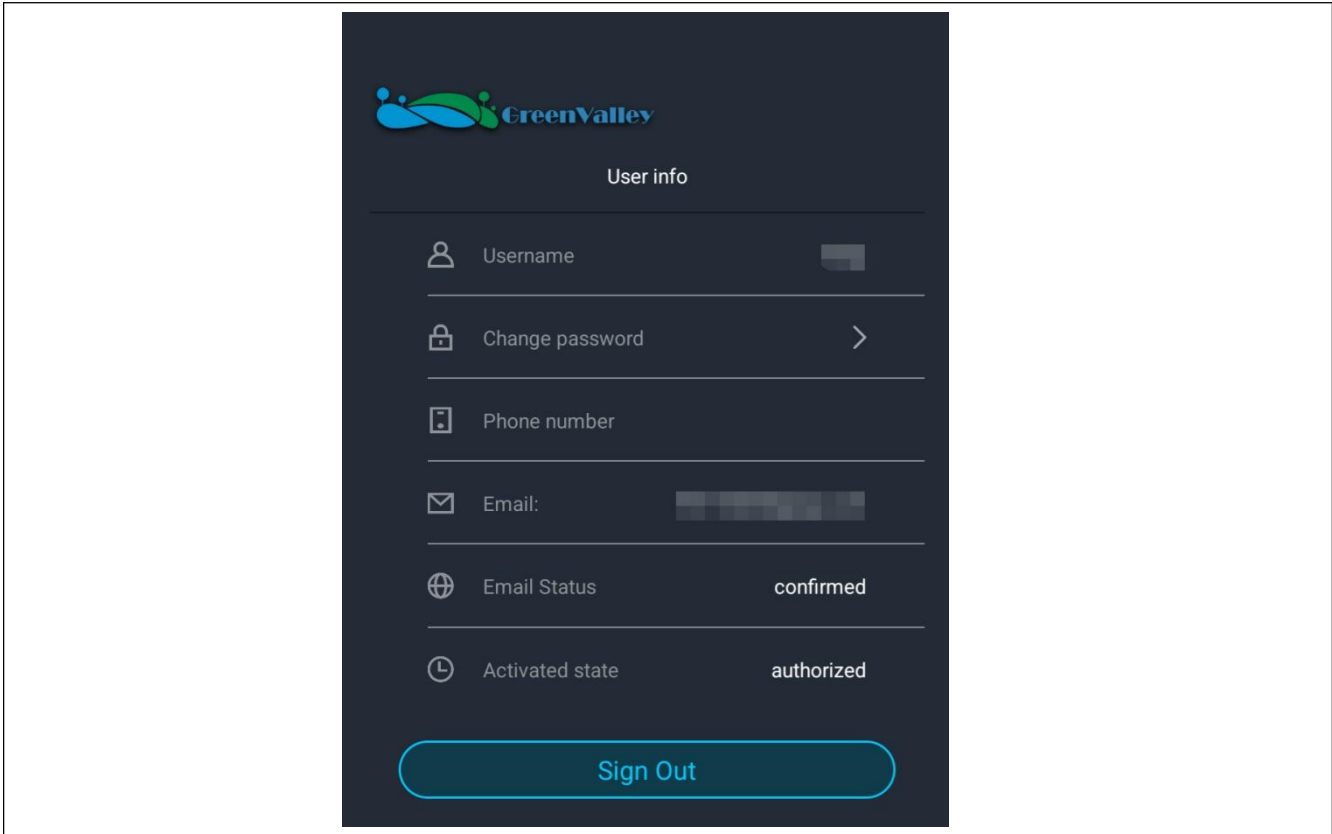 GreenValley
User info
Username
Change password
Phone number
Email:
Email Status confirmed
Activated state authorized
Sign Out